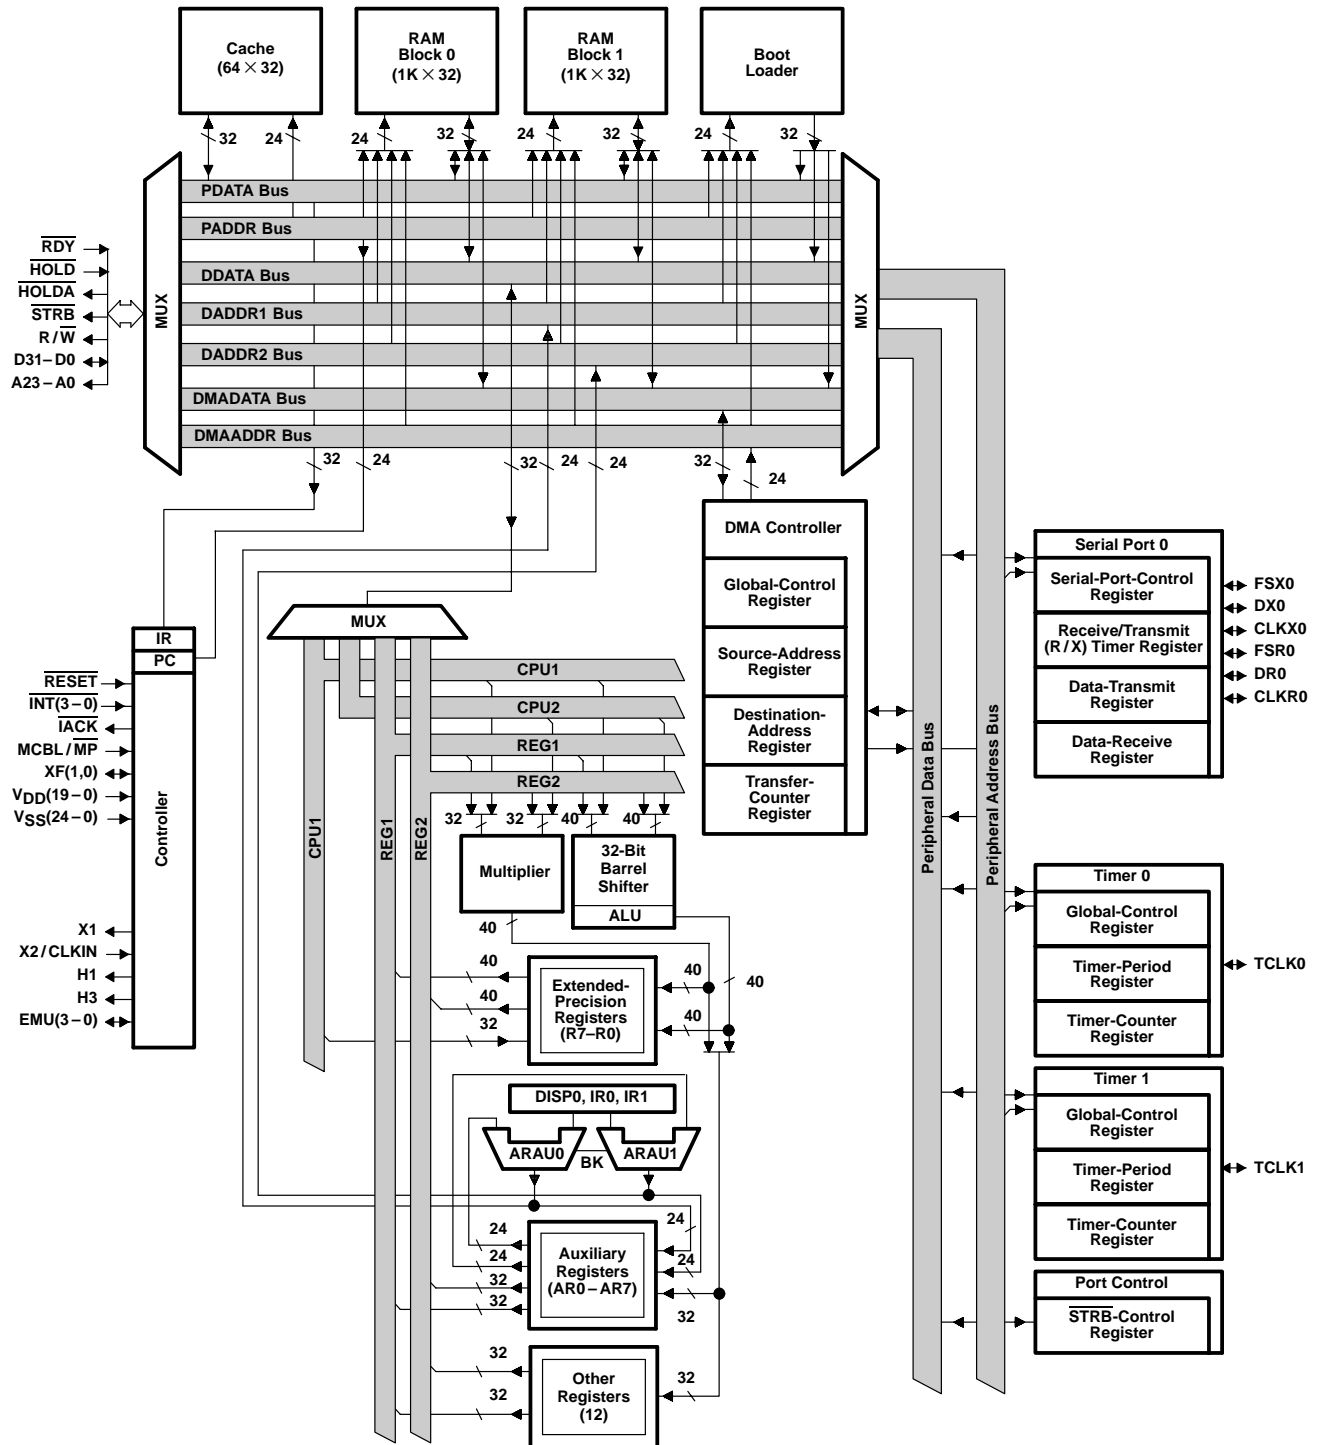 Cache
(64 × 32)
RAM
Block 0
(1K × 32)
RAM
Block 1
(1K × 32)
Boot
Loader
32
24
24
32
24
32
24
32
PDATA Bus
PADDR Bus
DDATA Bus
DADDR1 Bus
DADDR2 Bus
DMADATA Bus
DMAADDR Bus
MUX
MUX
RDY
HOLD
HOLDA
STRB
R/W
D31–D0
A23–A0
32
24
32
24
24
32
24
DMA Controller
Global-Control
Register
Source-Address
Register
Destination-
Address
Register
Transfer-
Counter
Register
Peripheral Data Bus
Peripheral Address Bus
Serial Port 0
Serial-Port-Control
Register
Receive/Transmit
(R/X) Timer Register
Data-Transmit
Register
Data-Receive
Register
FSX0
DX0
CLKX0
FSR0
DR0
CLKR0
IR
PC
Controller
RESET
INT(3–0)
IACK
MCBL/MP
XF(1,0)
VDD(19–0)
VSS(24–0)
X1
X2/CLKIN
H1
H3
EMU(3–0)
MUX
CPU1
CPU2
REG1
REG2
CPU1
REG1
REG2
32
32
40
40
Multiplier
32-Bit
Barrel
Shifter
ALU
40
40
40
32
Extended-
Precision
Registers
(R7–R0)
40
40
40
Timer 0
Global-Control
Register
Timer-Period
Register
Timer-Counter
Register
TCLK0
DISP0, IR0, IR1
ARAU0
BK
ARAU1
Timer 1
Global-Control
Register
Timer-Period
Register
Timer-Counter
Register
TCLK1
24
24
32
32
Auxiliary
Registers
(AR0–AR7)
24
24
32
Port Control
STRB-Control
Register
32
32
Other
Registers
(12)
32